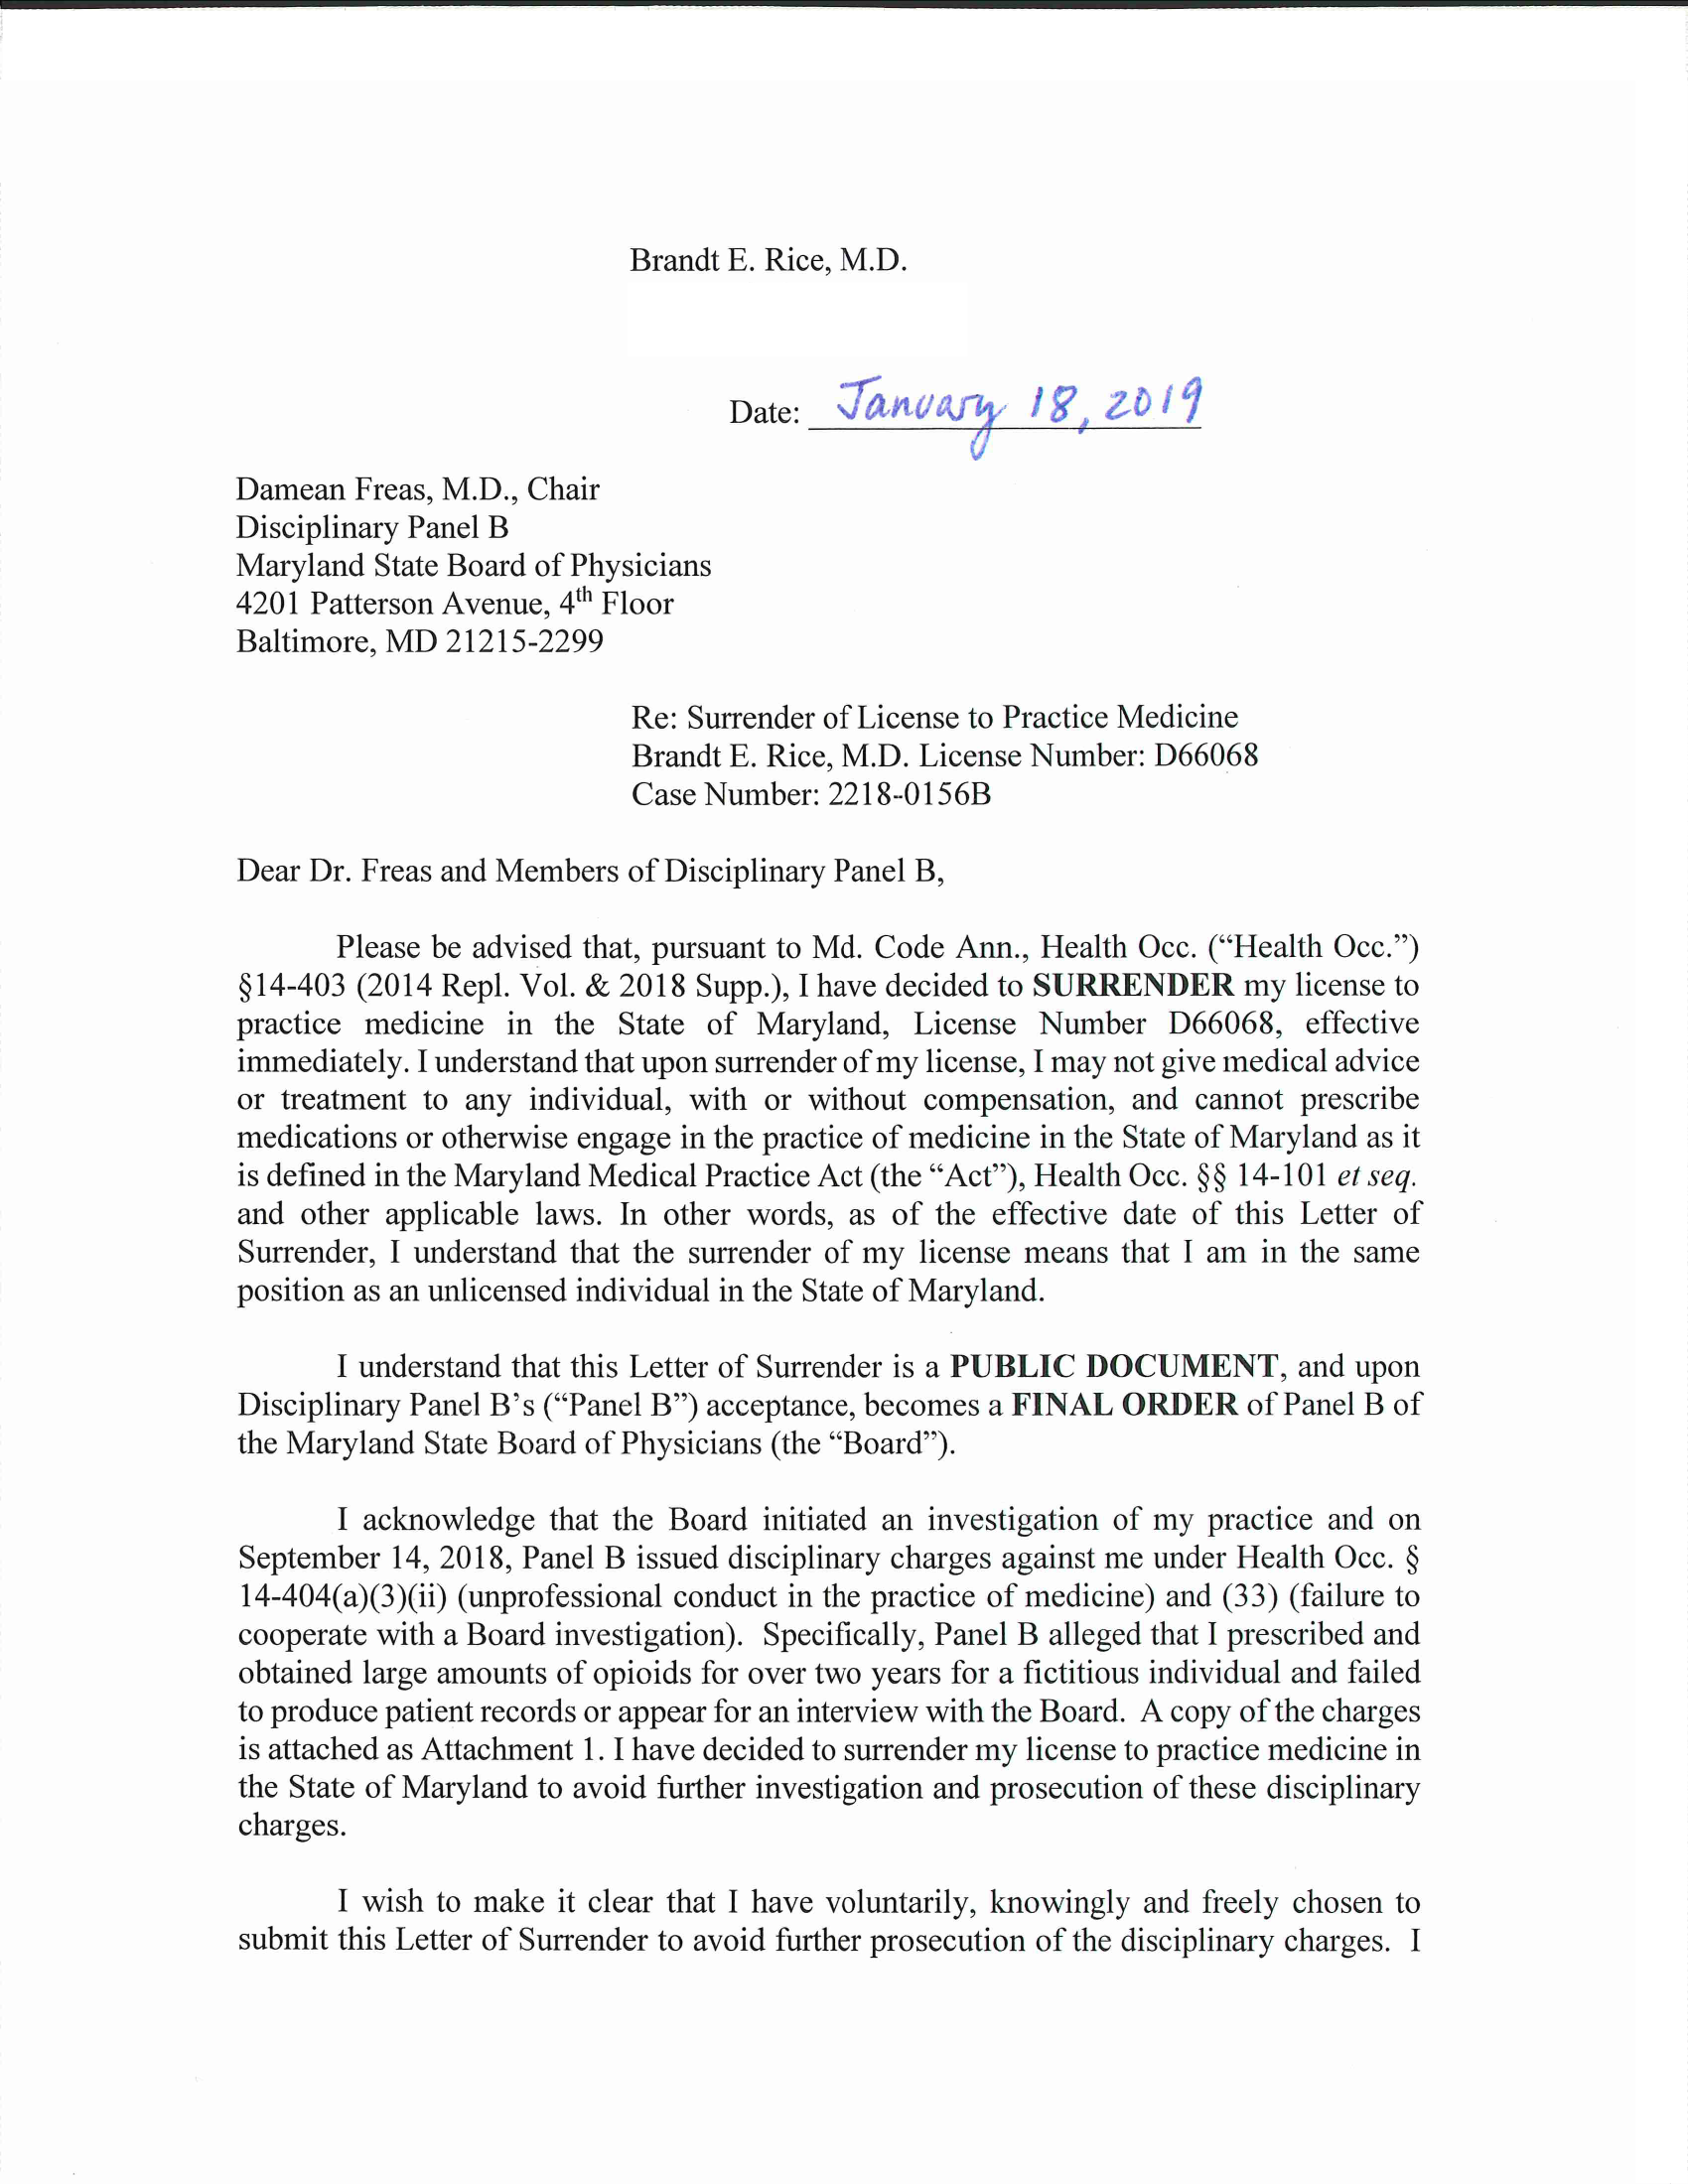 Brandt E. Rice, M.D.
Date: January 18, 2019
Damean Freas, M.D., Chair
Disciplinary Panel B
Maryland State Board of Physicians
4201 Patterson Avenue, 4th Floor
Baltimore, MD 21215-2299
Re: Surrender of License to Practice Medicine
Brandt E. Rice, M.D. License Number: D66068
Case Number: 2218-0156B
Dear Dr. Freas and Members of Disciplinary Panel B,
Please be advised that, pursuant to Md. Code Ann., Health Occ. (“Health Occ.”)
§14-403 (2014 Repl. Vol. & 2018 Supp.), I have decided to SURRENDER my license to
practice medicine in the State of Maryland, License Number D66068, effective
immediately. I understand that upon surrender of my license, I may not give medical advice
or treatment to any individual, with or without compensation, and cannot prescribe
medications or otherwise engage in the practice of medicine in the State of Maryland as it
is defined in the Maryland Medical Practice Act (the “Act”), Health Occ. §§ 14-101 et seq.
and other applicable laws. In other words, as of the effective date of this Letter of
Surrender, I understand that the surrender of my license means that I am in the same
position as an unlicensed individual in the State of Maryland.
I understand that this Letter of Surrender is a PUBLIC DOCUMENT, and upon
Disciplinary Panel B’s (“Panel B”) acceptance, becomes a FINAL ORDER of Panel B of
the Maryland State Board of Physicians (the “Board”).
I acknowledge that the Board initiated an investigation of my practice and on
September 14, 2018, Panel B issued disciplinary charges against me under Health Occ. §
14-404(a)(3)(ii) (unprofessional conduct in the practice of medicine) and (33) (failure to
cooperate with a Board investigation). Specifically, Panel B alleged that I prescribed and
obtained large amounts of opioids for over two years for a fictitious individual and failed
to produce patient records or appear for an interview with the Board. A copy of the charges
is attached as Attachment 1. I have decided to surrender my license to practice medicine in
the State of Maryland to avoid further investigation and prosecution of these disciplinary
charges.
I wish to make it clear that I have voluntarily, knowingly and freely chosen to
submit this Letter of Surrender to avoid further prosecution of the disciplinary charges. I